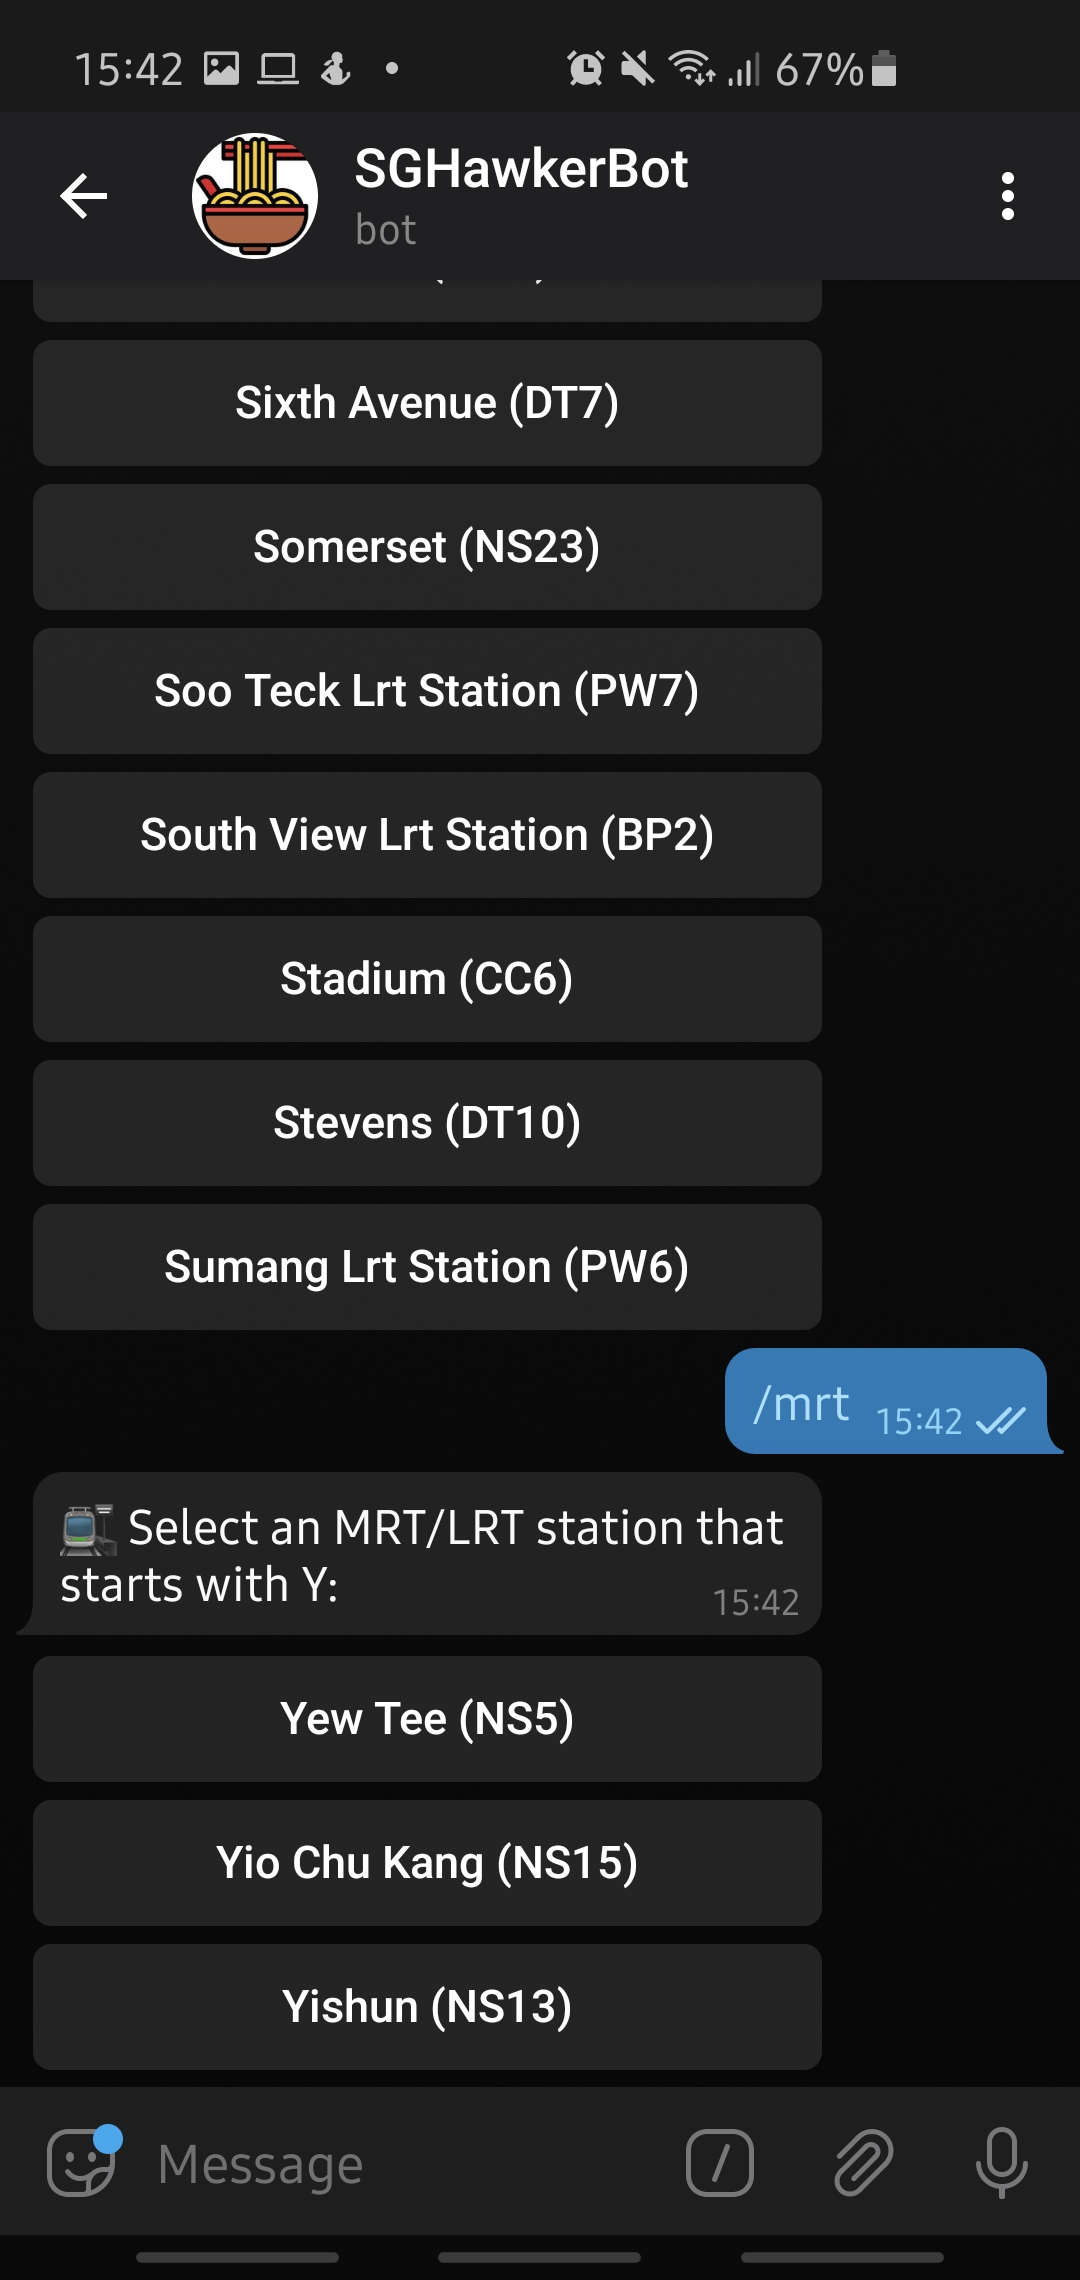 15:42
67%
SGHawkerBot
bot
Sixth Avenue (DT7)
Somerset (NS23)
Soo Teck Lrt Station (PW7)
South View Lrt Station (BP2)
Stadium (CC6)
Stevens (DT10)
Sumang Lrt Station (PW6)
/mrt 15:42
Select an MRT/LRT station that
starts with Y:
15:42
Yew Tee (NS5)
Yio Chu Kang (NS15)
Yishun (NS13)
Message